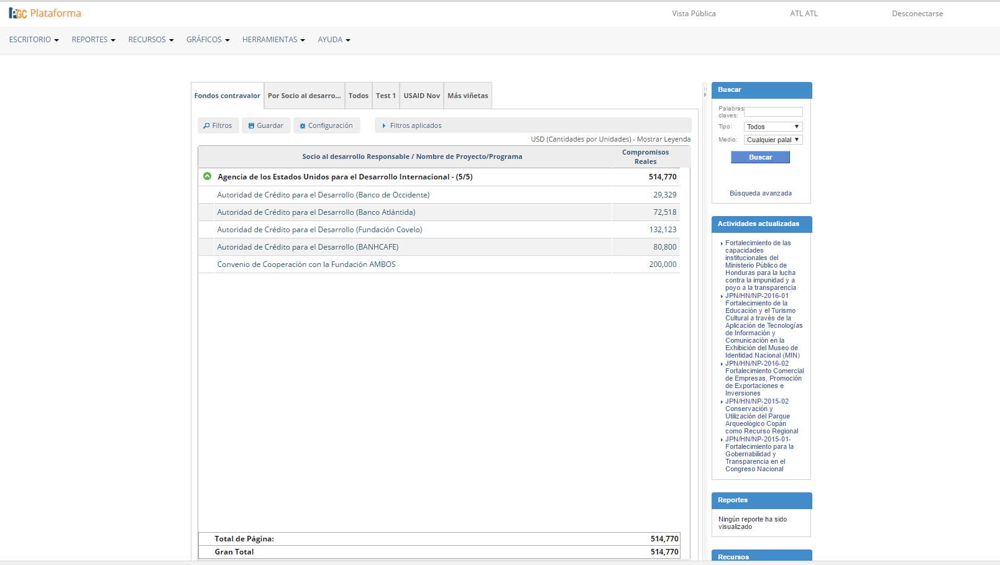 PGC Plataforma
Vista Pública
ATL ATL
Desconectarse
ESCRITORIO
REPORTES
RECURSOS
GRÁFICOS
HERRAMIENTAS
AYUDA
Fondos contravalor
Por Socio al desarro...
Todos
Test 1
USAID Nov
Más viñetas
Filtros
Guardar
Configuración
Filtros aplicados
USD (Cantidades por Unidades) - Mostrar Leyenda
Socio al desarrollo Responsable / Nombre de Proyecto/Programa
Compromisos
Reales
Agencia de los Estados Unidos para el Desarrollo Internacional - (5/5) 514,770
Autoridad de Crédito para el Desarrollo (Banco de Occidente) 29,329
Autoridad de Crédito para el Desarrollo (Banco Atlántida) 72,518
Autoridad de Crédito para el Desarrollo (Fundación Covelo) 132,123
Autoridad de Crédito para el Desarrollo (BANHCAFE) 80,800
Convenio de Cooperación con la Fundación AMBOS 200,000
Total de Página: 514,770
Gran Total 514,770
Buscar
Palabras
claves:
Tipo: Todos
Medio: Cualquier palal
Buscar
Búsqueda avanzada
Actividades actualizadas
Fortalecimiento de las
capacidades
institucionales del
Ministerio Público de
Honduras para la lucha
contra la impunidad y a
poyo a la transparencia
JPN/HN/NP-2016-01
Fortalecimiento de la
Educación y el Turismo
Cultural a través de la
Aplicación de Tecnologías
de Información y
Comunicación en la
Exhibición del Museo de
Identidad Nacional (MIN)
JPN/HN/NP-2016-02
Fortalecimiento Comercial
de Empresas, Promoción
de Exportaciones e
Inversiones
JPN/HN/NP-2015-02
Conservación y
Utilización del Parque
Arqueológico Copán
como Recurso Regional
JPN/HN/NP-2015-01-
Fortalecimiento para la
Gobernabilidad y
Transparencia en el
Congreso Nacional
Reportes
Ningún reporte ha sido
visualizado
Recursos